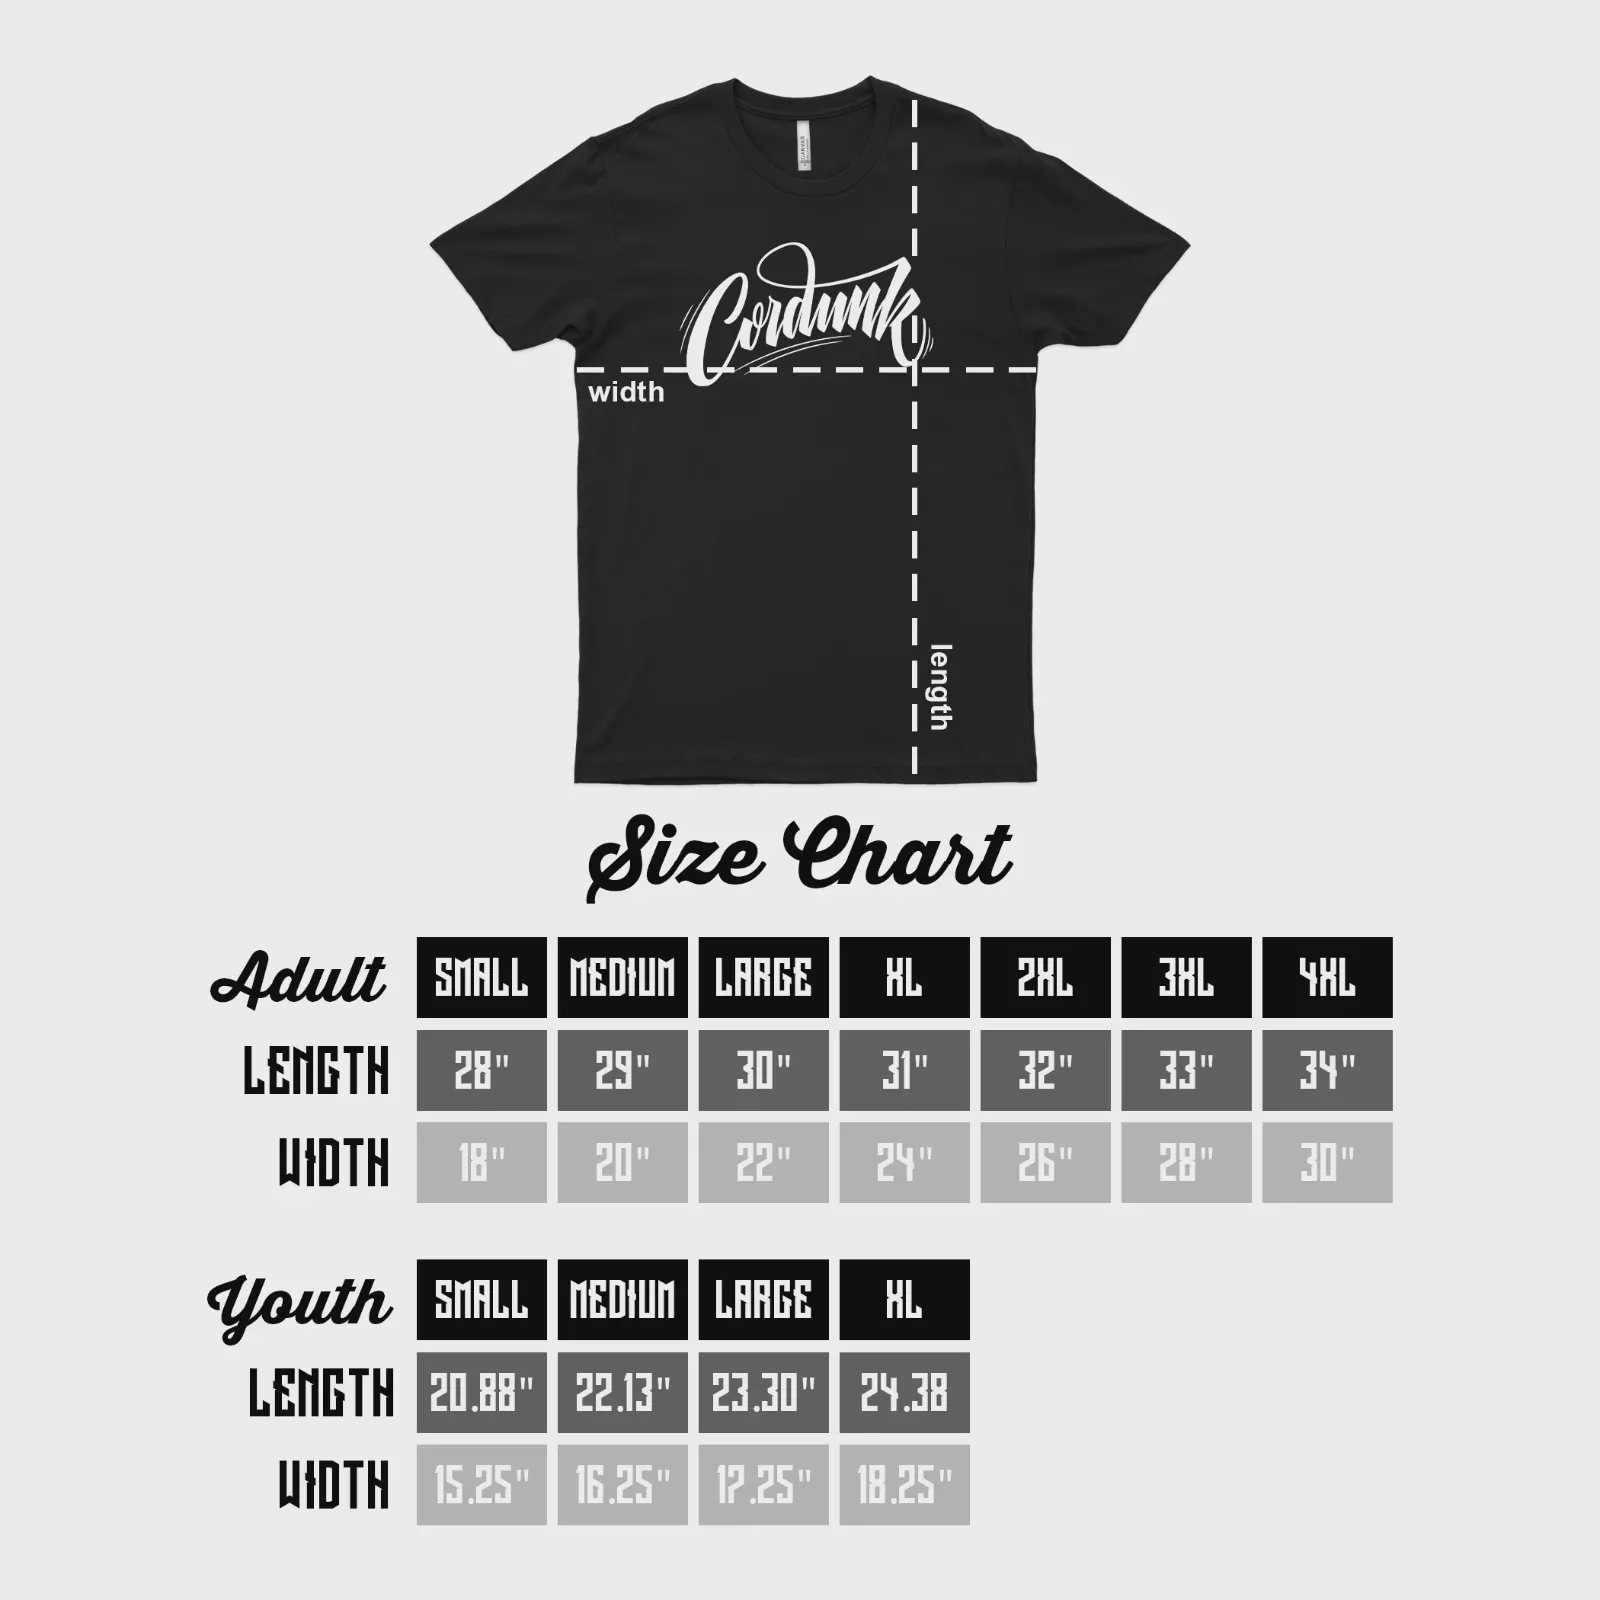 CANVAS
Cordunk
width
length
Size Chart
Adult SMALL MEDIUM LARGE XL 2XL 3XL 4XL
LENGTH 28" 29" 30" 31" 32" 33" 34"
WIDTH 18" 20" 22" 24" 26" 28" 30"
Youth SMALL MEDIUM LARGE XL
LENGTH 20.88" 22.13" 23.30" 24.38
WIDTH 15.25" 16.25" 17.25" 18.25"